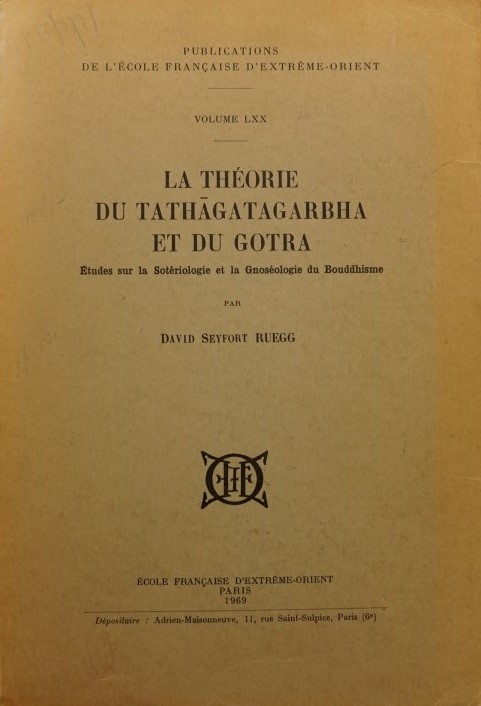 PUBLICATIONS
DE L'ÉCOLE FRANÇAISE D'EXTRÊME-ORIENT
VOLUME LXX
LA THÉORIE
DU TATHĀGATAGARBHA
ET DU GOTRA
Études sur la Sotériologie et la Gnoséologie du Bouddhisme
PAR
DAVID SEYFORT RUEGG
ÉCOLE FRANÇAISE D'EXTRÊME-ORIENT
PARIS
1969
Dépositaire : Adrien-Maisonneuve, 11, rue Saint-Sulpice, Paris (6e)